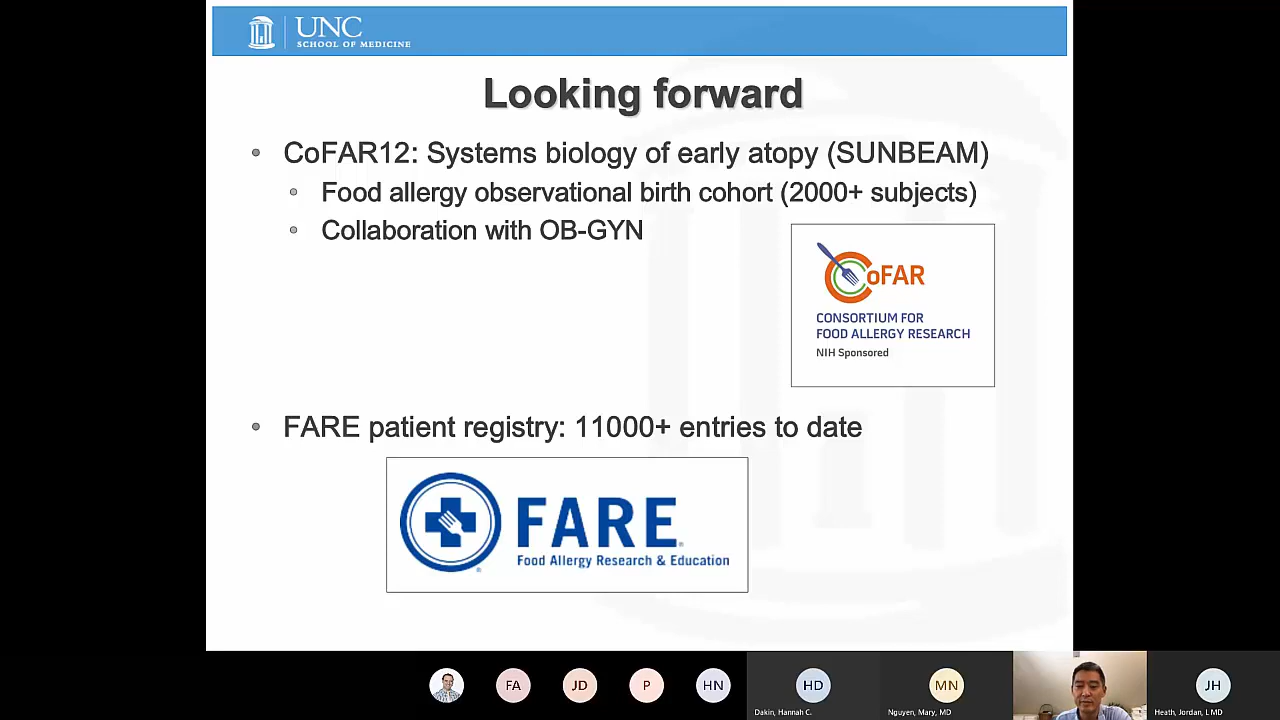 UNC
SCHOOL OF MEDICINE
Looking forward
• CoFAR12: Systems biology of early atopy (SUNBEAM)
• Food allergy observational birth cohort (2000+ subjects)
• Collaboration with OB-GYN
CoFAR
CONSORTIUM FOR
FOOD ALLERGY RESEARCH
NIH Sponsored
• FARE patient registry: 11000+ entries to date
FARE®
Food Allergy Research & Education
FA
JD
P
HN
HD
Dakin, Hannah C.
MN
Nguyen, Mary, MD
JH
Heath, Jordan, L MD